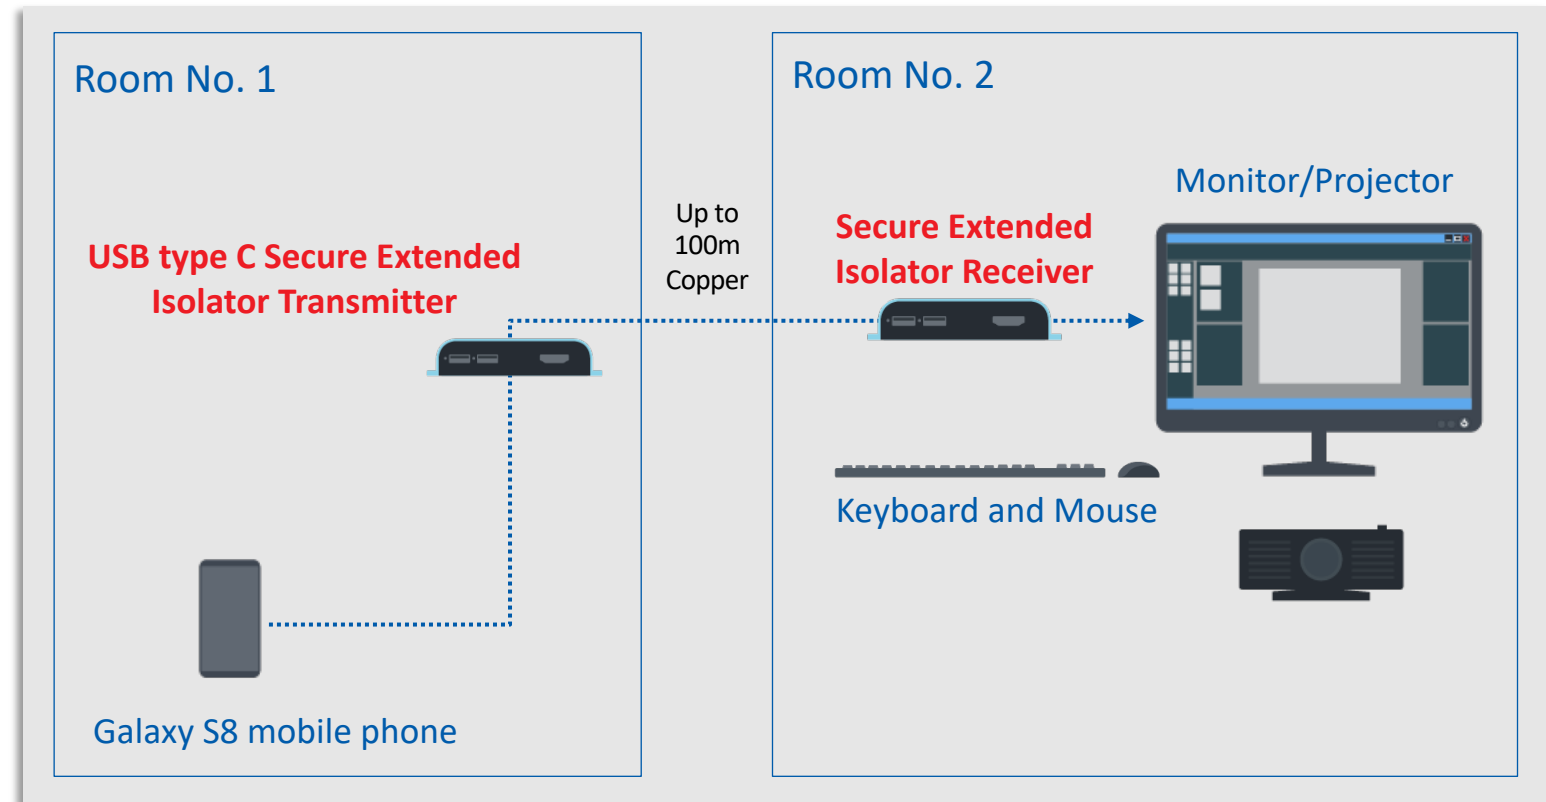 Room No. 1
USB type C Secure Extended
Isolator Transmitter
Galaxy S8 mobile phone
Up to
100m
Copper
Room No. 2
Secure Extended
Isolator Receiver
Monitor/Projector
Keyboard and Mouse